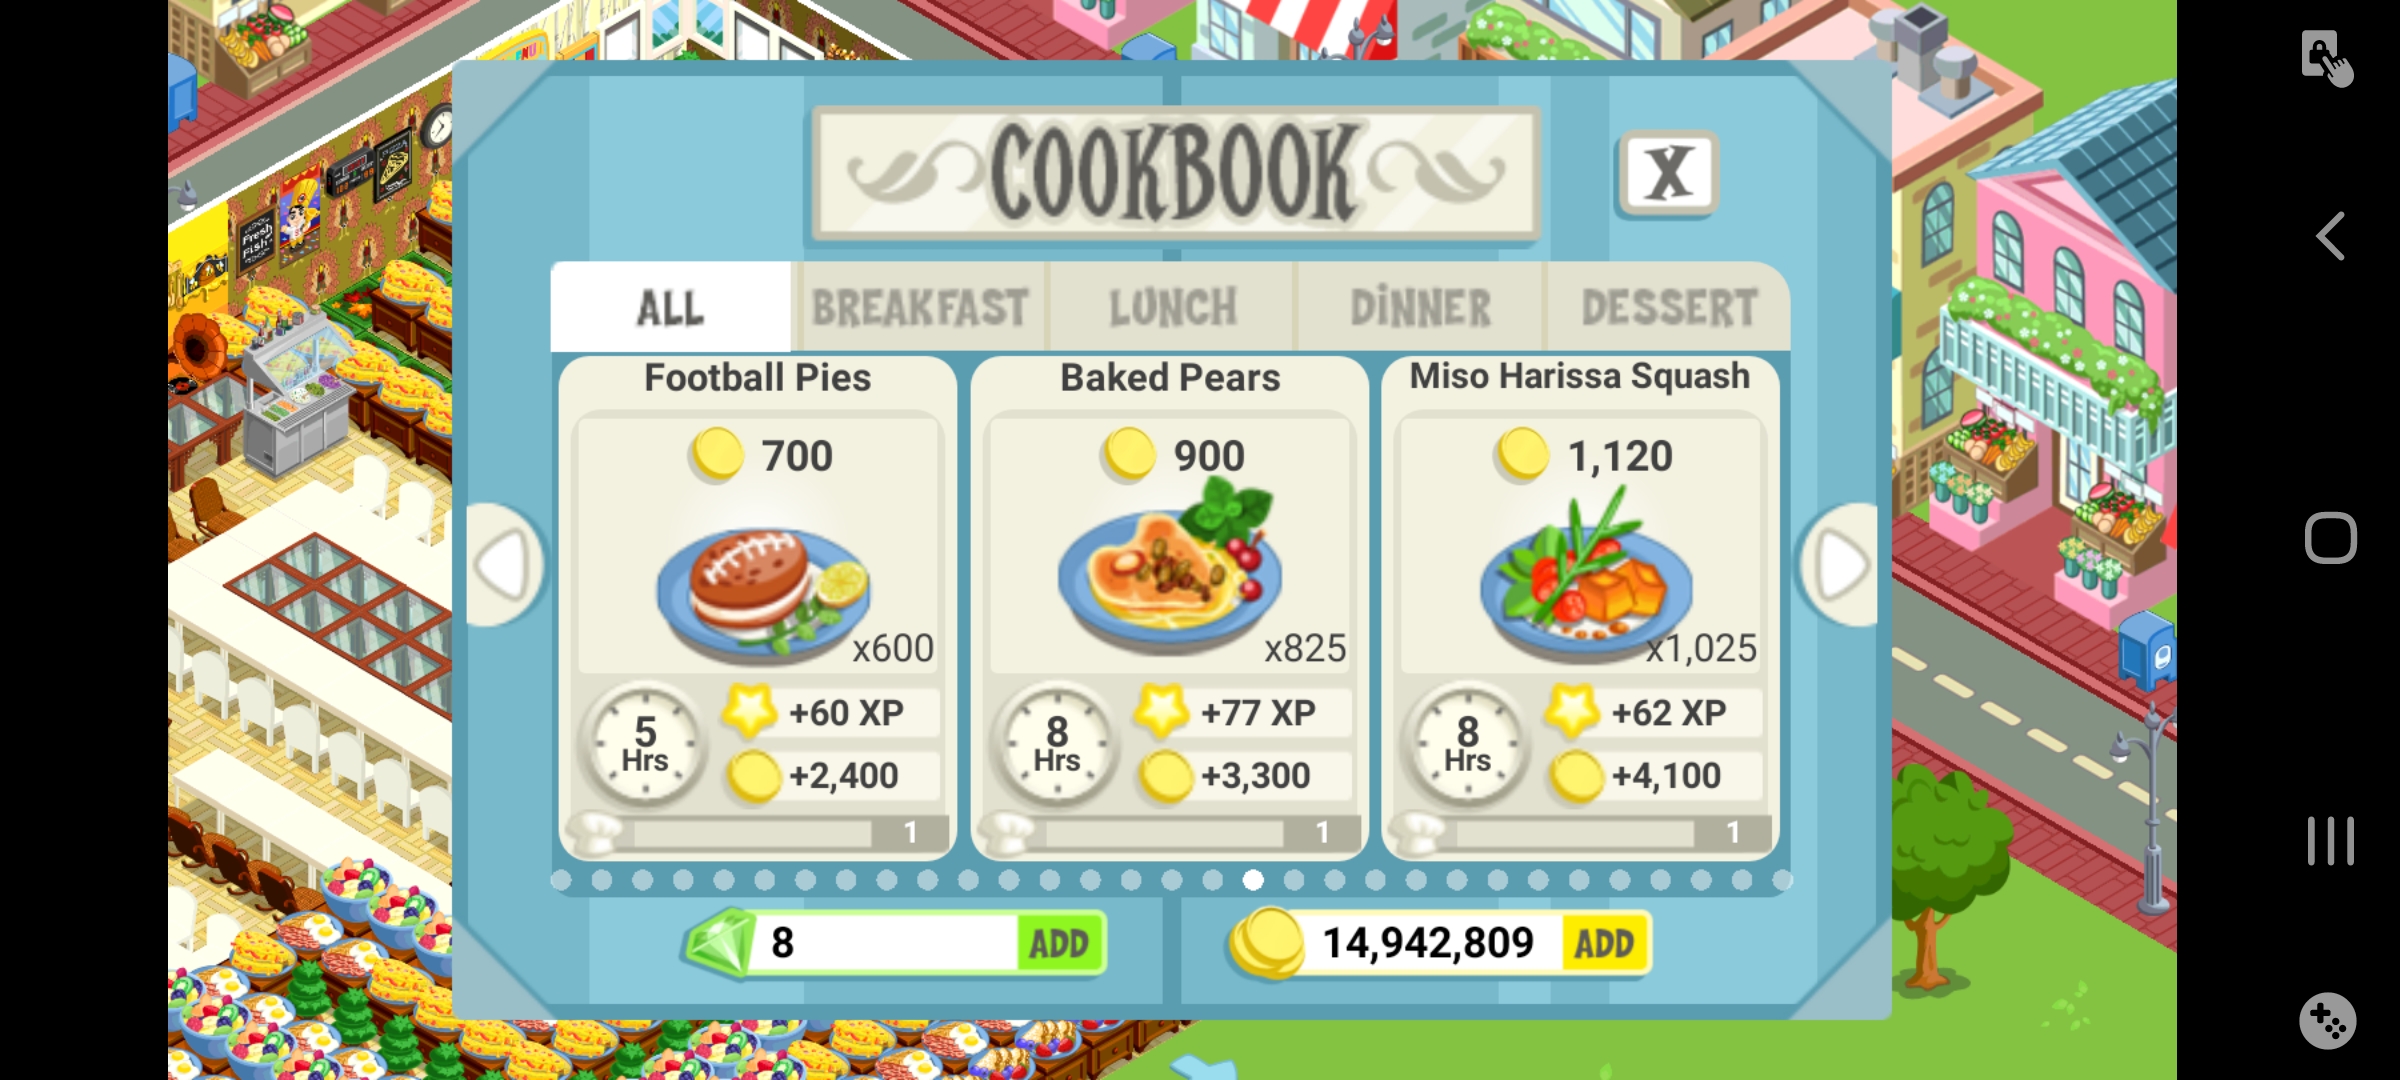 COOKBOOK
X
ALL BREAKFAST LUNCH DINNER DESSERT
Football Pies
700
x600
5 Hrs
+60 XP
+2,400
1
Baked Pears
900
x825
8 Hrs
+77 XP
+3,300
1
Miso Harissa Squash
1,120
x1,025
8 Hrs
+62 XP
+4,100
1
8 ADD
14,942,809 ADD
Fresh
Fish